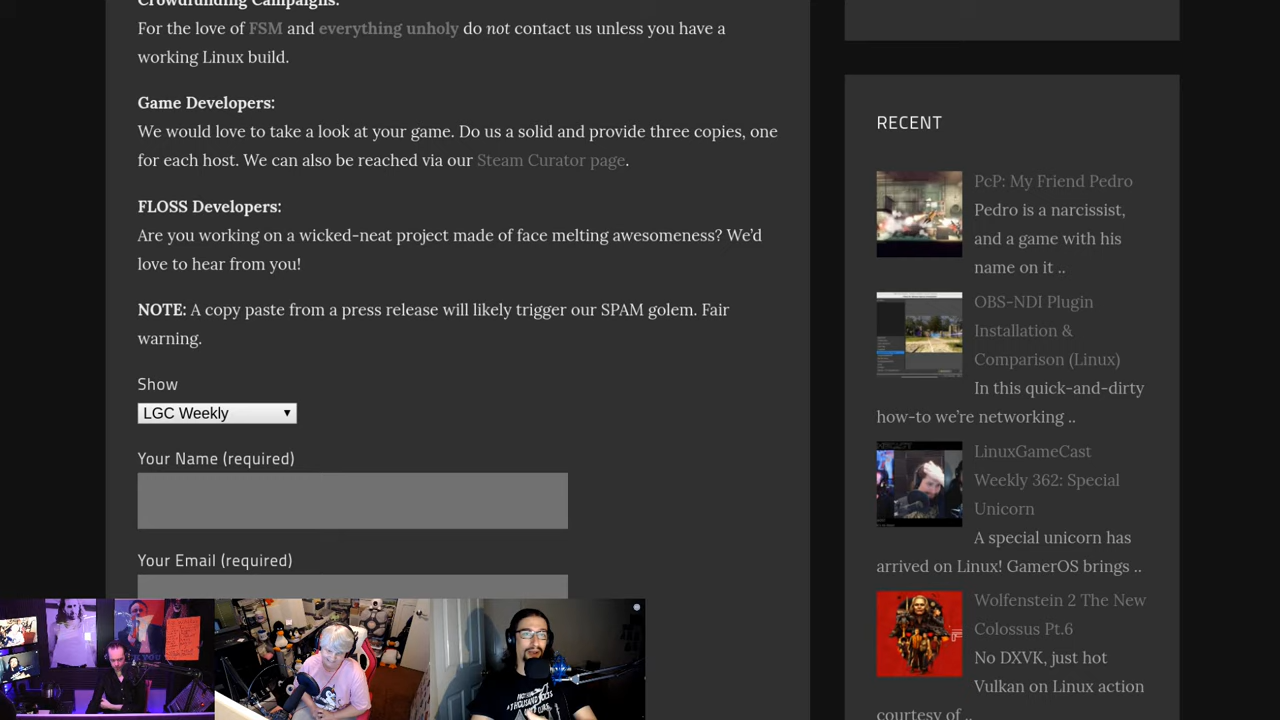 Crowdfunding Campaigns:
For the love of FSM and everything unholy do not contact us unless you have a
working Linux build.
Game Developers:
We would love to take a look at your game. Do us a solid and provide three copies, one
for each host. We can also be reached via our Steam Curator page.
FLOSS Developers:
Are you working on a wicked-neat project made of face melting awesomeness? We’d
love to hear from you!
NOTE: A copy paste from a press release will likely trigger our SPAM golem. Fair
warning.
Show
LGC Weekly
Your Name (required)
Your Email (required)
RECENT
PcP: My Friend Pedro
Pedro is a narcissist,
and a game with his
name on it ..
OBS-NDI Plugin
Installation &
Comparison (Linux)
In this quick-and-dirty
how-to we’re networking ..
LinuxGameCast
Weekly 362: Special
Unicorn
A special unicorn has
arrived on Linux! GamerOS brings ..
Wolfenstein 2 The New
Colossus Pt.6
No DXVK, just hot
Vulkan on Linux action
courtesy of ..